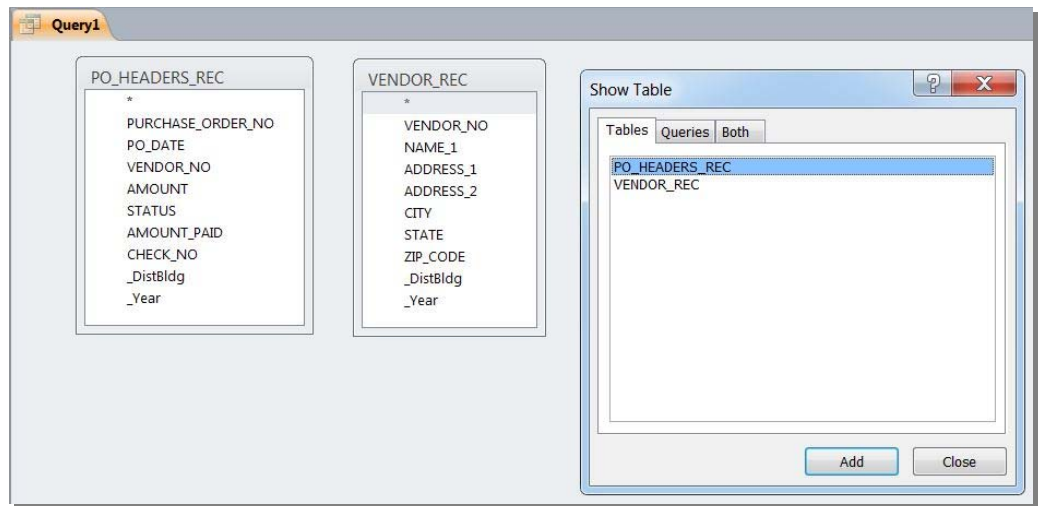 Query1
PO_HEADERS_REC
*
PURCHASE_ORDER_NO
PO_DATE
VENDOR_NO
AMOUNT
STATUS
AMOUNT_PAID
CHECK_NO
_DistBldg
_Year
VENDOR_REC
*
VENDOR_NO
NAME_1
ADDRESS_1
ADDRESS_2
CITY
STATE
ZIP_CODE
_DistBldg
_Year
Show Table
? X
Tables Queries Both
PO_HEADERS_REC
VENDOR_REC
Add Close